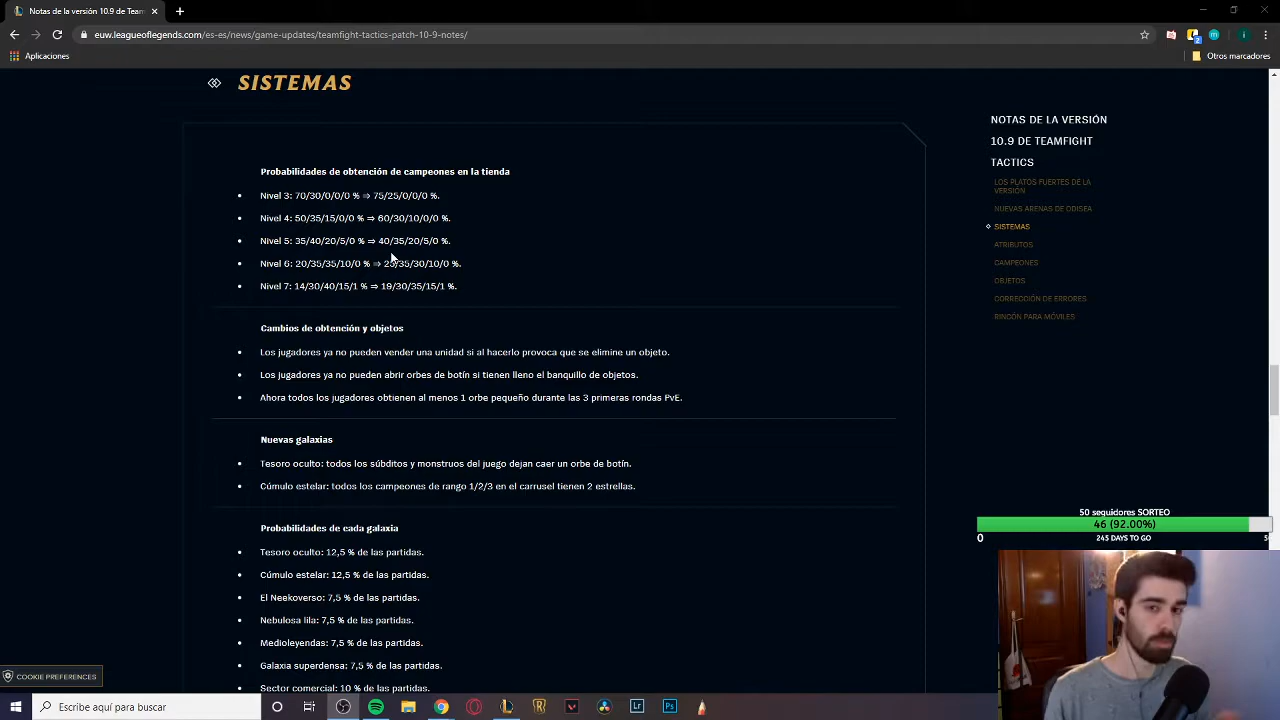 Notas de la versión 10.9 de Team
euw.leagueoflegends.com/es-es/news/game-updates/teamfight-tactics-patch-10-9-notes/
Aplicaciones
Otros marcadores
SISTEMAS
Probabilidades de obtención de campeones en la tienda
Nivel 3: 70/30/0/0/0 % ⇒ 75/25/0/0/0 %.
Nivel 4: 50/35/15/0/0 % ⇒ 60/30/10/0/0 %.
Nivel 5: 35/40/20/5/0 % ⇒ 40/35/20/5/0 %.
Nivel 6: 20/35/35/10/0 % ⇒ 25/35/30/10/0 %.
Nivel 7: 14/30/40/15/1 % ⇒ 19/30/35/15/1 %.
Cambios de obtención y objetos
Los jugadores ya no pueden vender una unidad si al hacerlo provoca que se elimine un objeto.
Los jugadores ya no pueden abrir orbes de botín si tienen lleno el banquillo de objetos.
Ahora todos los jugadores obtienen al menos 1 orbe pequeño durante las 3 primeras rondas PvE.
Nuevas galaxias
Tesoro oculto: todos los súbditos y monstruos del juego dejan caer un orbe de botín.
Cúmulo estelar: todos los campeones de rango 1/2/3 en el carrusel tienen 2 estrellas.
Probabilidades de cada galaxia
Tesoro oculto: 12,5 % de las partidas.
Cúmulo estelar: 12,5 % de las partidas.
El Neekoverso: 7,5 % de las partidas.
Nebulosa lila: 7,5 % de las partidas.
Medioleyendas: 7,5 % de las partidas.
Galaxia superdensa: 7,5 % de las partidas.
Sector comercial: 10 % de las partidas.
NOTAS DE LA VERSIÓN
10.9 DE TEAMFIGHT
TACTICS
LOS PLATOS FUERTES DE LA
VERSIÓN
NUEVAS ARENAS DE ODISEA
SISTEMAS
ATRIBUTOS
CAMPEONES
OBJETOS
CORRECCIÓN DE ERRORES
RINCÓN PARA MÓVILES
50 seguidores SORTEO
46 (92.00%)
0
245 DAYS TO GO
COOKIE PREFERENCES
Escribe aquí para buscar